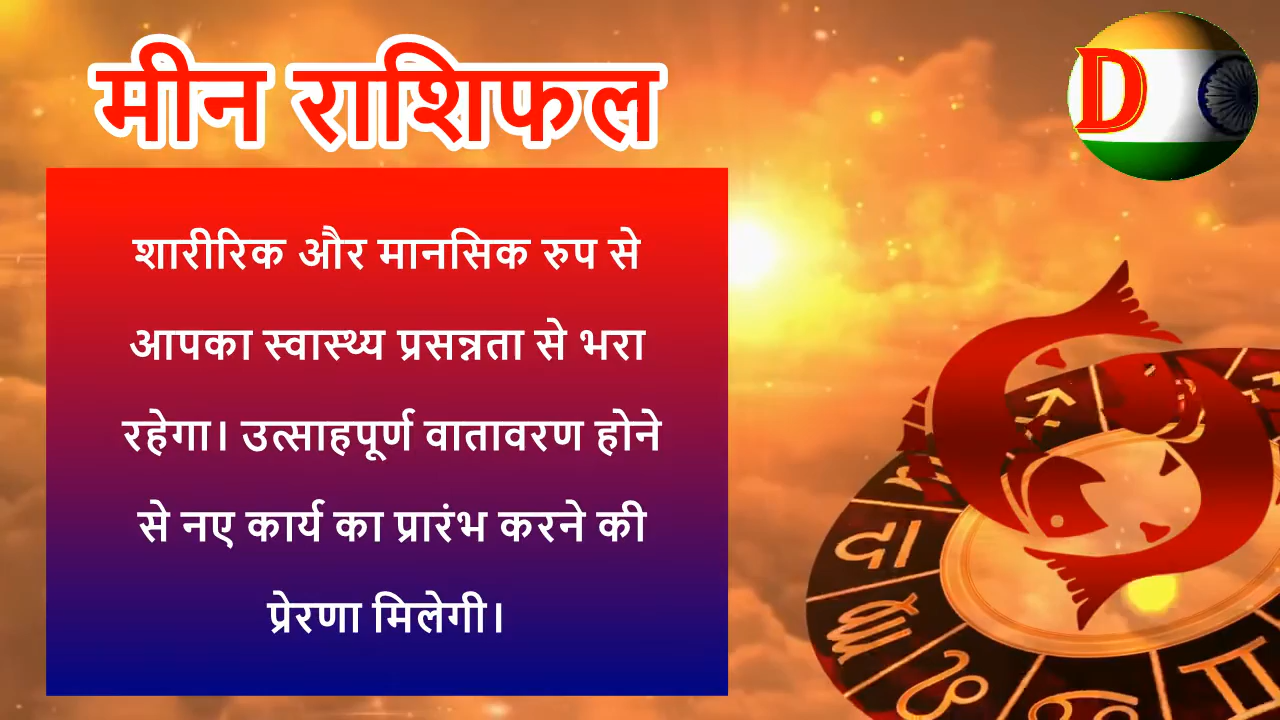 मीन राशिफल
D
शारीरिक और मानसिक रुप से
आपका स्वास्थ्य प्रसन्नता से भरा
रहेगा। उत्साहपूर्ण वातावरण होने
से नए कार्य का प्रारंभ करने की
प्रेरणा मिलेगी।